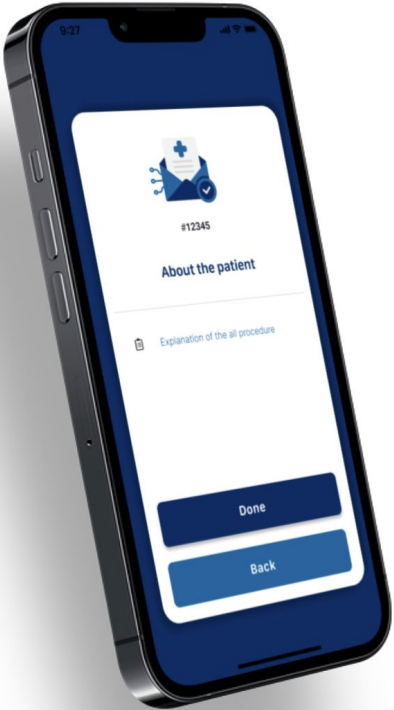 9:27
#12345
About the patient
Explanation of the all procedure
Done
Back